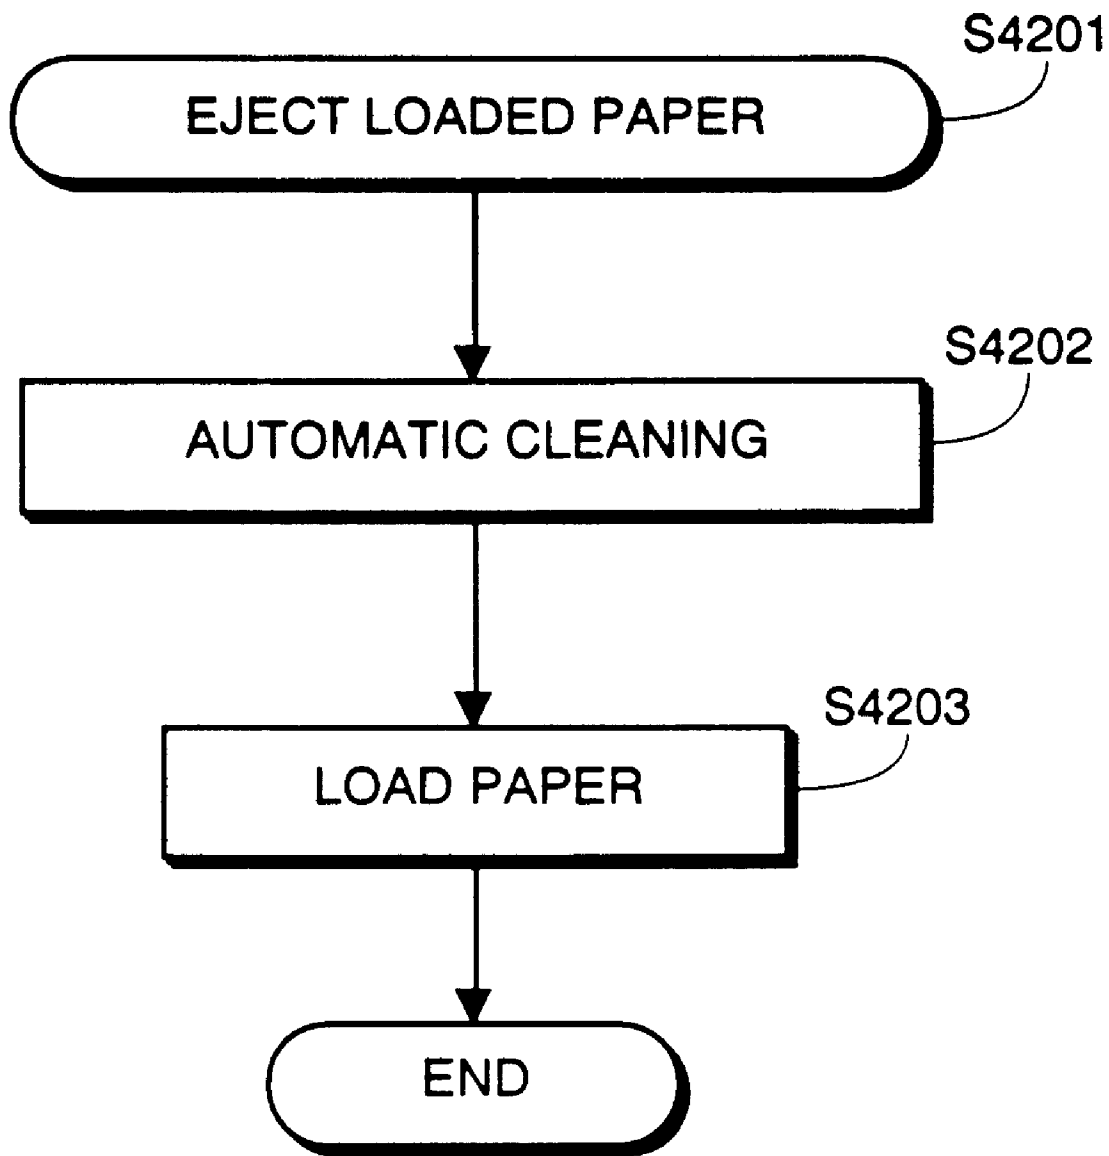 S4201
EJECT LOADED PAPER
S4202
AUTOMATIC CLEANING
S4203
LOAD PAPER
END